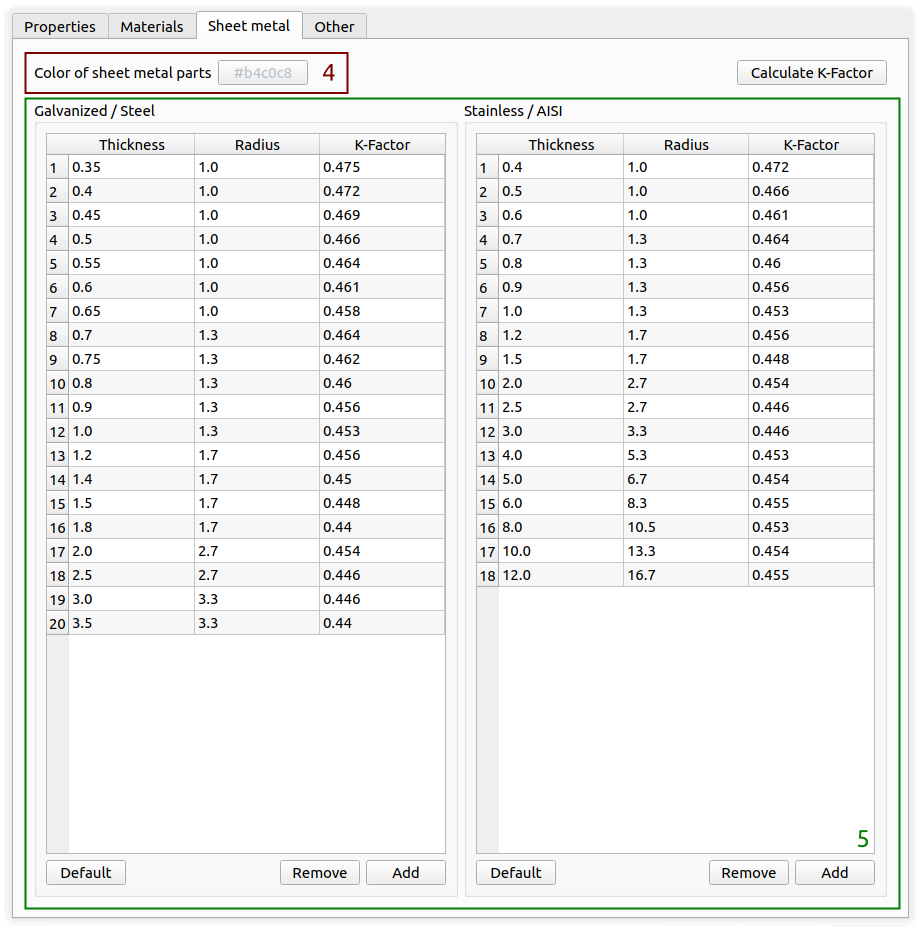 Properties Materials Sheet metal Other
Color of sheet metal parts #b4c0c8 4 Calculate K-Factor
Galvanized / Steel
Thickness Radius K-Factor
1 0.35 1.0 0.475
2 0.4 1.0 0.472
3 0.45 1.0 0.469
4 0.5 1.0 0.466
5 0.55 1.0 0.464
6 0.6 1.0 0.461
7 0.65 1.0 0.458
8 0.7 1.3 0.464
9 0.75 1.3 0.462
10 0.8 1.3 0.46
11 0.9 1.3 0.456
12 1.0 1.3 0.453
13 1.2 1.7 0.456
14 1.4 1.7 0.45
15 1.5 1.7 0.448
16 1.8 1.7 0.44
17 2.0 2.7 0.454
18 2.5 2.7 0.446
19 3.0 3.3 0.446
20 3.5 3.3 0.44
Default Remove Add
Stainless / AISI
Thickness Radius K-Factor
1 0.4 1.0 0.472
2 0.5 1.0 0.466
3 0.6 1.0 0.461
4 0.7 1.3 0.464
5 0.8 1.3 0.46
6 0.9 1.3 0.456
7 1.0 1.3 0.453
8 1.2 1.7 0.456
9 1.5 1.7 0.448
10 2.0 2.7 0.454
11 2.5 2.7 0.446
12 3.0 3.3 0.446
13 4.0 5.3 0.453
14 5.0 6.7 0.454
15 6.0 8.3 0.455
16 8.0 10.5 0.453
17 10.0 13.3 0.454
18 12.0 16.7 0.455
5
Default Remove Add